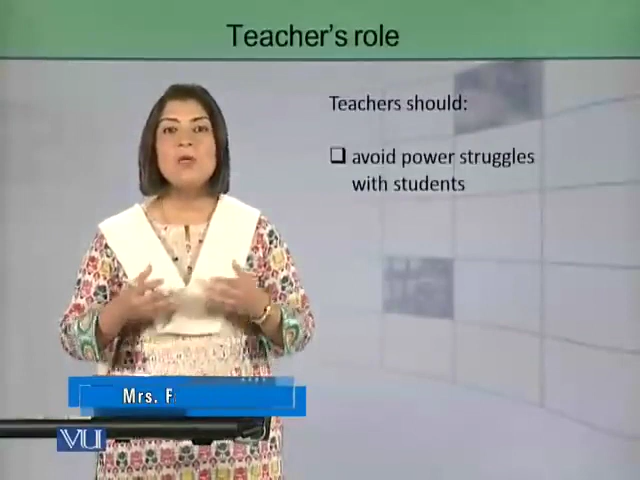 Teacher's role
Teachers should:
❑ avoid power struggles
with students
Mrs. F
VU